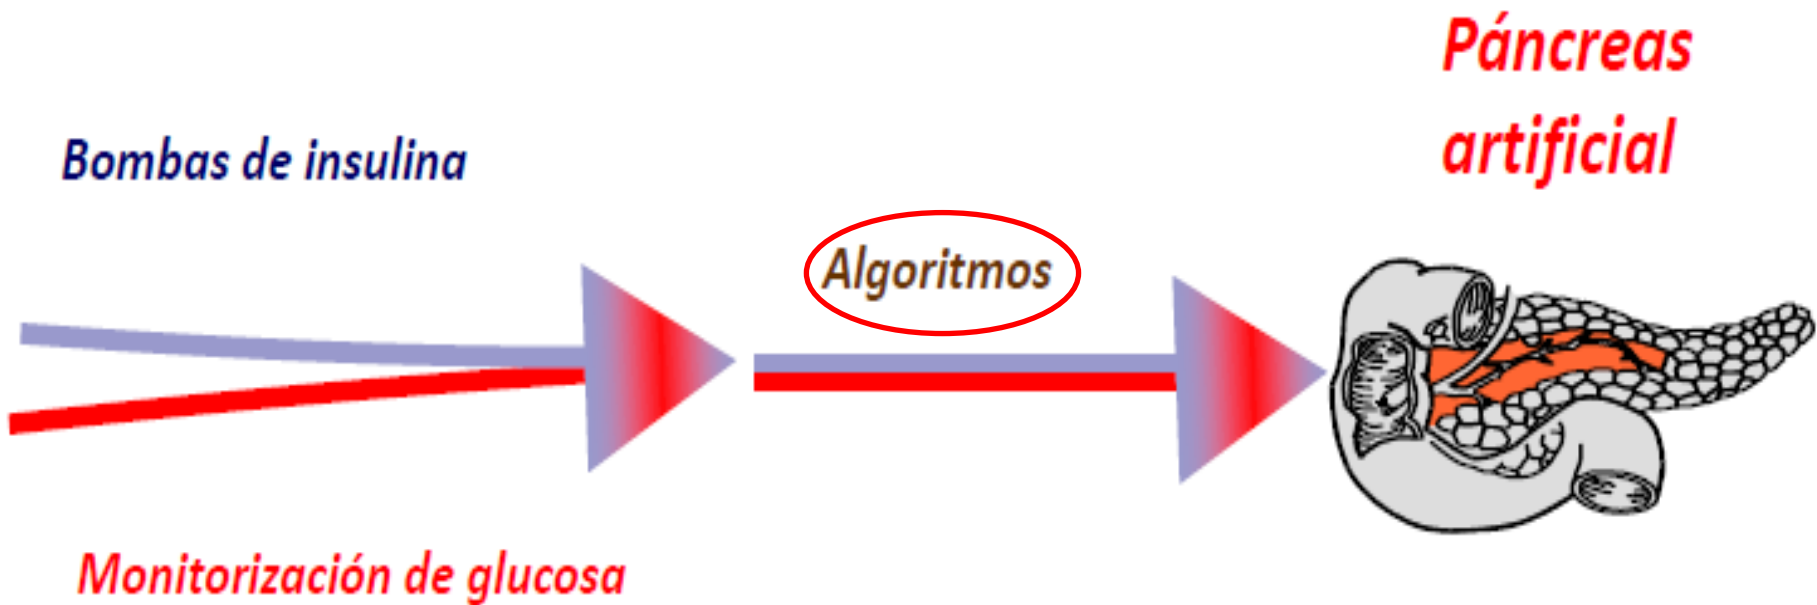 Páncreas
artificial
Bombas de insulina
Algoritmos
Monitorización de glucosa